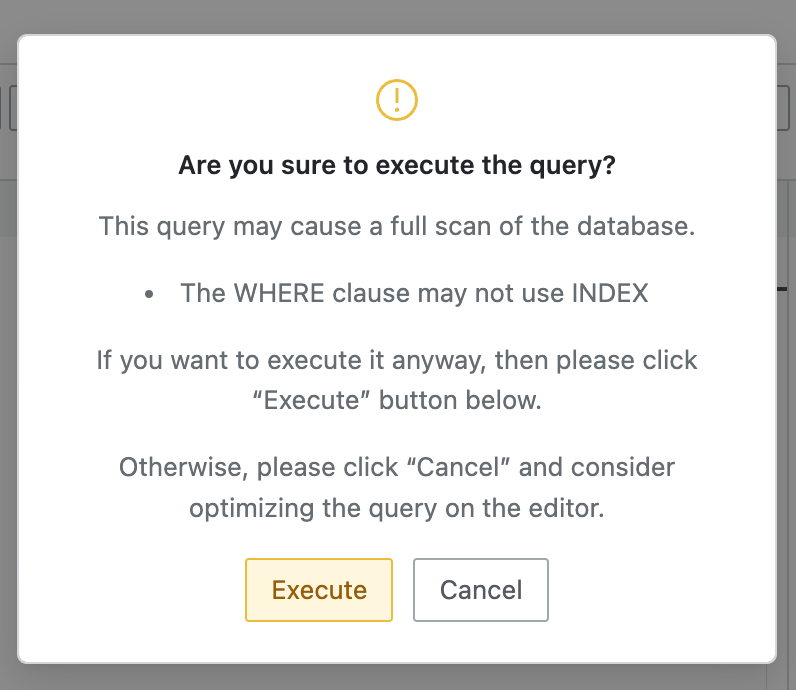 Are you sure to execute the query?
This query may cause a full scan of the database.
• The WHERE clause may not use INDEX
If you want to execute it anyway, then please click
“Execute” button below.
Otherwise, please click “Cancel” and consider
optimizing the query on the editor.
Execute
Cancel